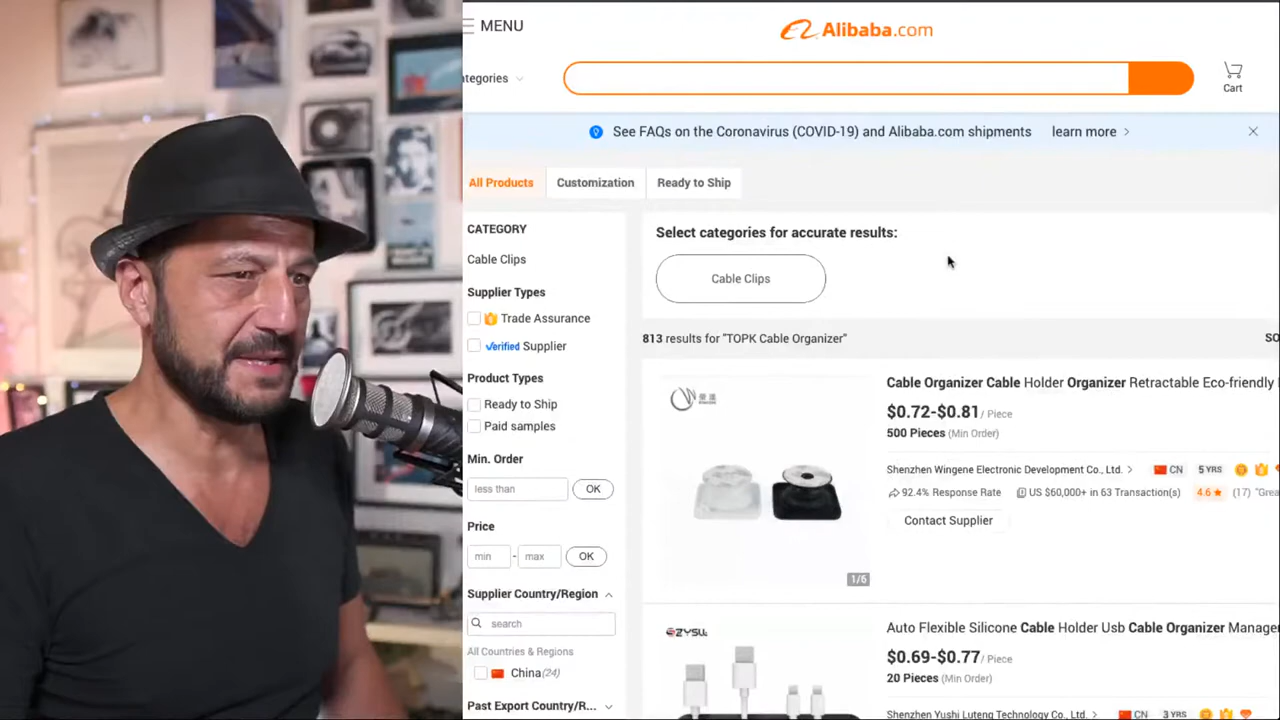 MENU
Alibaba.com
ategories
Cart
See FAQs on the Coronavirus (COVID-19) and Alibaba.com shipments learn more
All Products Customization Ready to Ship
CATEGORY
Cable Clips
Supplier Types
Trade Assurance
Verified Supplier
Product Types
Ready to Ship
Paid samples
Min. Order
less than OK
Price
min - max OK
Supplier Country/Region
search
All Countries & Regions
China(24)
Past Export Country/R...
Select categories for accurate results:
Cable Clips
813 results for "TOPK Cable Organizer"
SO
1/6
Cable Organizer Cable Holder Organizer Retractable Eco-friendly
$0.72-$0.81 / Piece
500 Pieces (Min Order)
Shenzhen Wingene Electronic Development Co., Ltd. CN 5 YRS
92.4% Response Rate US $60,000+ in 63 Transaction(s) 4.6 (17) "Grea
Contact Supplier
ZYSLL
Auto Flexible Silicone Cable Holder Usb Cable Organizer Manage
$0.69-$0.77 / Piece
20 Pieces (Min Order)
Shenzhen Yushi Luteng Technology Co., Ltd. CN 3 YRS